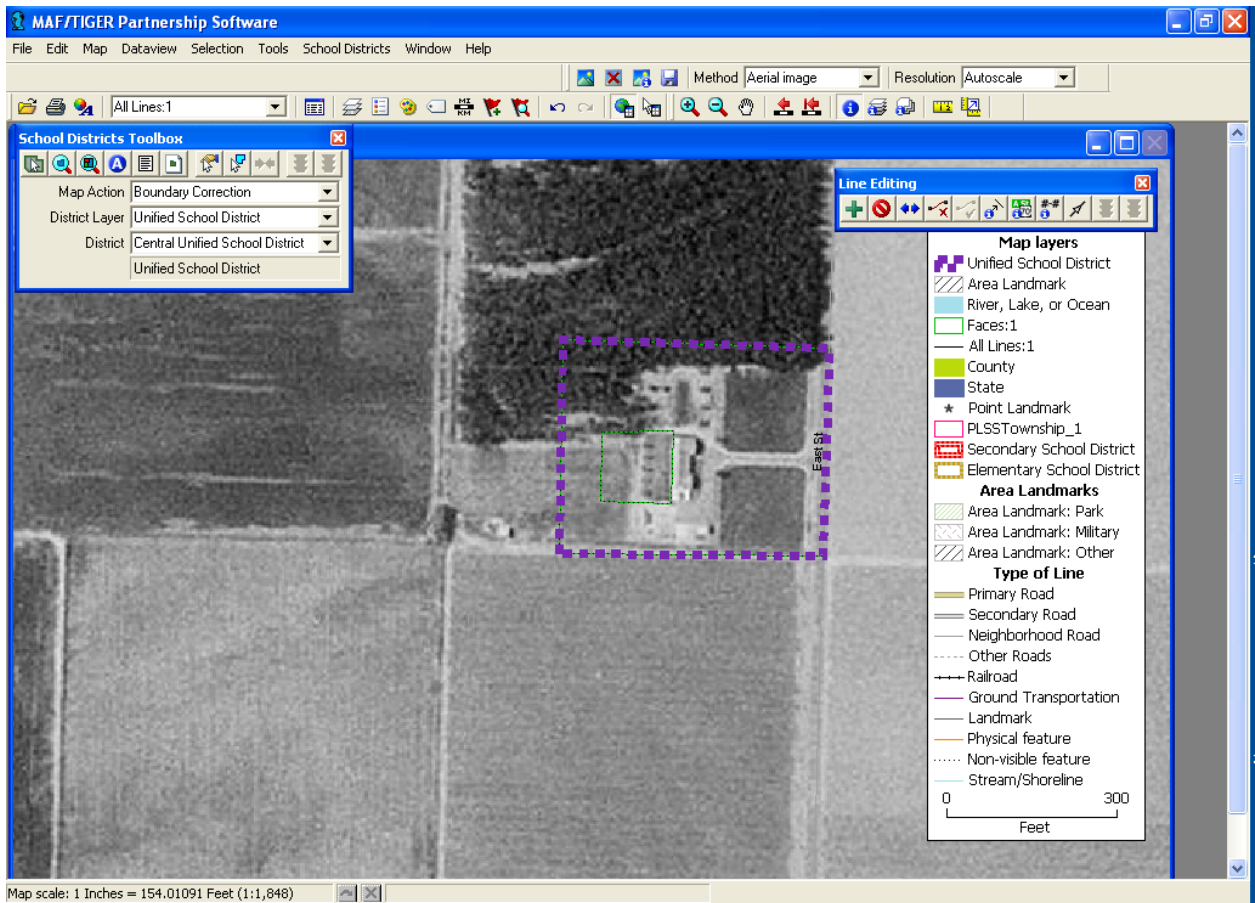 MAF/TIGER Partnership Software
File Edit Map Dataview Selection Tools School Districts Window Help
Method Aerial image Resolution Autoscale
All Lines:1
MI
KM
School Districts Toolbox
Map Action Boundary Correction
District Layer Unified School District
District Central Unified School District
Unified School District
Line Editing
#-#
East St
Map layers
Unified School District
Area Landmark
River, Lake, or Ocean
Faces:1
All Lines:1
County
State
Point Landmark
PLSSTownship_1
Secondary School District
Elementary School District
Area Landmarks
Area Landmark: Park
Area Landmark: Military
Area Landmark: Other
Type of Line
Primary Road
Secondary Road
Neighborhood Road
Other Roads
Railroad
Ground Transportation
Landmark
Physical feature
Non-visible feature
Stream/Shoreline
0 300
Feet
Map scale: 1 Inches = 154.01091 Feet (1:1,848)